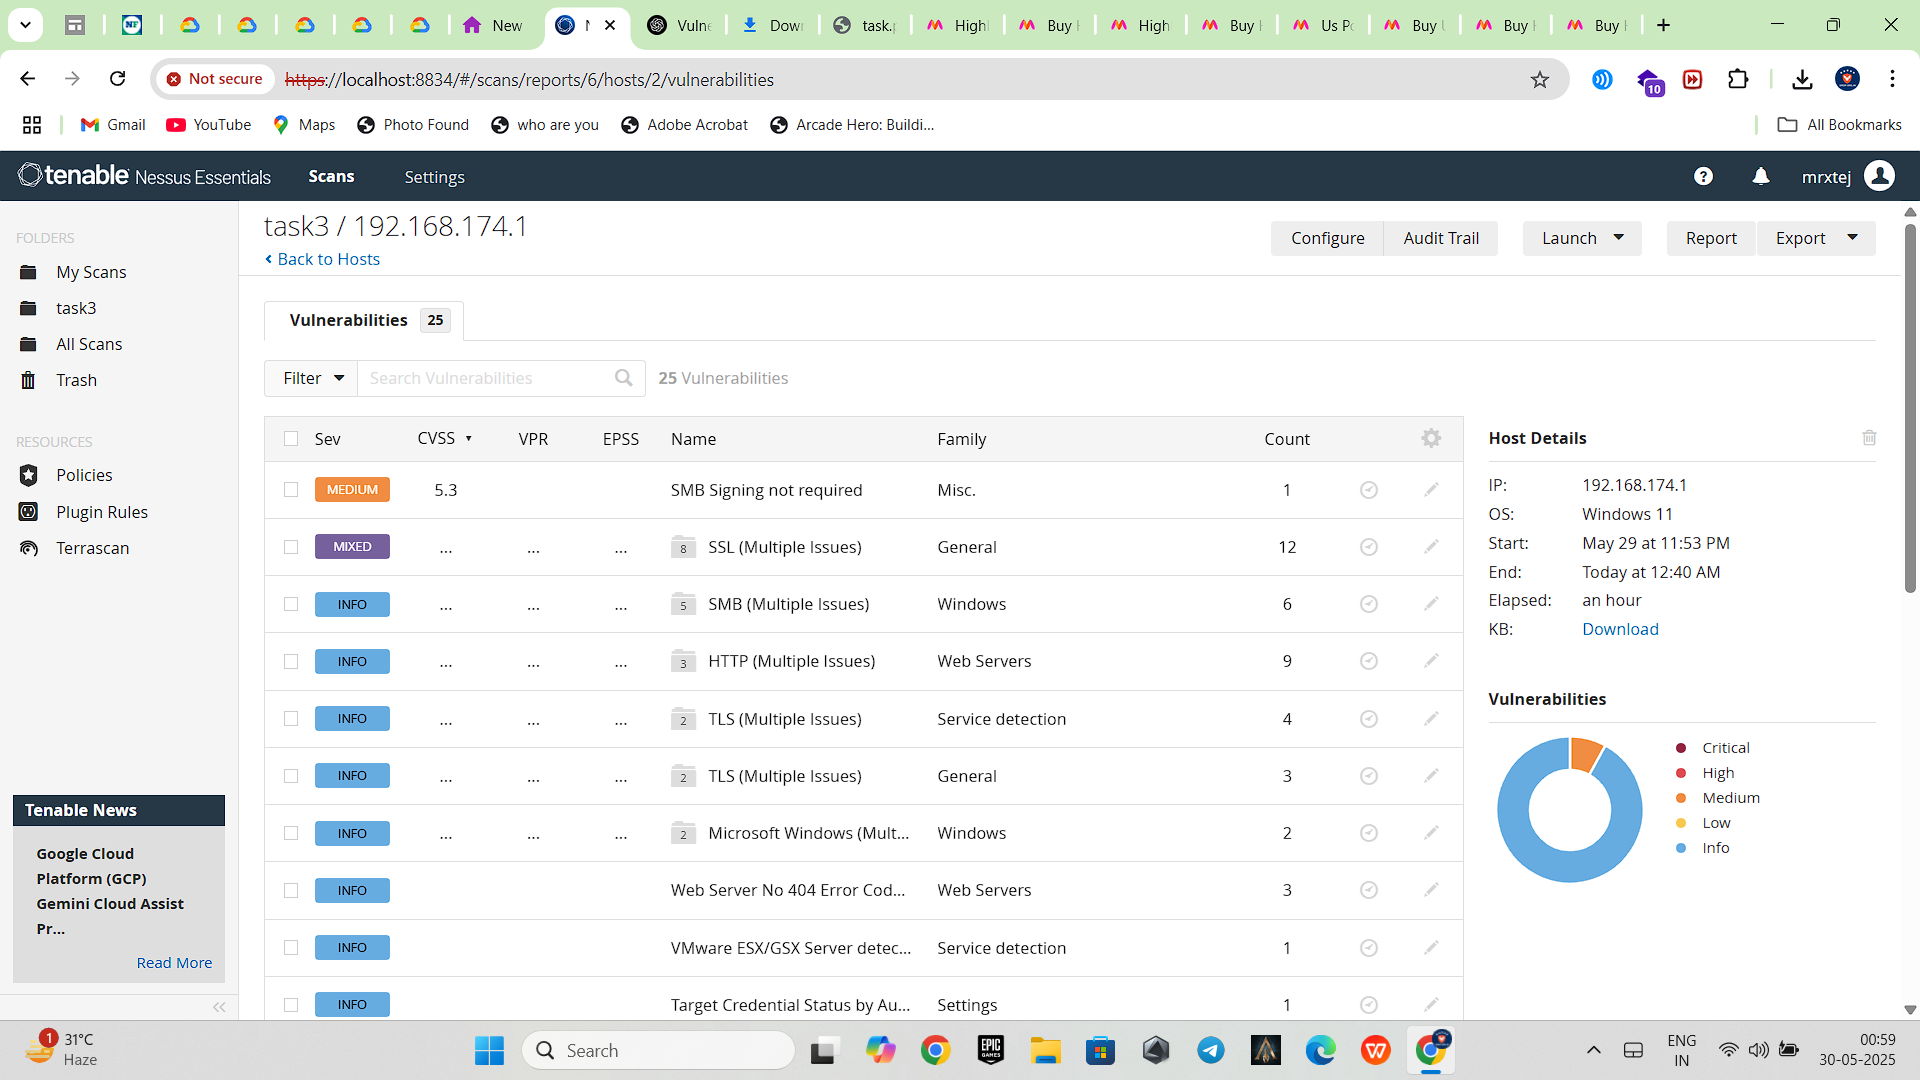 New
Vulne
Dow
task.p
High
Buy
High
Buy
Us Po
Buy
Buy
Buy
Not secure
https://localhost:8834/#/scans/reports/6/hosts/2/vulnerabilities
10
Gmail
YouTube
Maps
Photo Found
who are you
Adobe Acrobat
Arcade Hero: Buildi...
All Bookmarks
tenable Nessus Essentials
Scans
Settings
mrxtej
FOLDERS
My Scans
task3
All Scans
Trash
RESOURCES
Policies
Plugin Rules
Terrascan
Tenable News
Google Cloud
Platform (GCP)
Gemini Cloud Assist
Pr...
Read More
task3 / 192.168.174.1
Back to Hosts
Configure
Audit Trail
Launch
Report
Export
Vulnerabilities 25
Filter
Search Vulnerabilities
25 Vulnerabilities
Sev CVSS VPR EPSS Name Family Count
MEDIUM 5.3 SMB Signing not required Misc. 1
MIXED ... ... ... 8 SSL (Multiple Issues) General 12
INFO ... ... ... 5 SMB (Multiple Issues) Windows 6
INFO ... ... ... 3 HTTP (Multiple Issues) Web Servers 9
INFO ... ... ... 2 TLS (Multiple Issues) Service detection 4
INFO ... ... ... 2 TLS (Multiple Issues) General 3
INFO ... ... ... 2 Microsoft Windows (Mult... Windows 2
INFO Web Server No 404 Error Cod... Web Servers 3
INFO VMware ESX/GSX Server detec... Service detection 1
INFO Target Credential Status by Au... Settings 1
Host Details
IP: 192.168.174.1
OS: Windows 11
Start: May 29 at 11:53 PM
End: Today at 12:40 AM
Elapsed: an hour
KB: Download
Vulnerabilities
Critical
High
Medium
Low
Info
1
31°C
Haze
Search
EPIC
GAMES
ENG
IN
00:59
30-05-2025